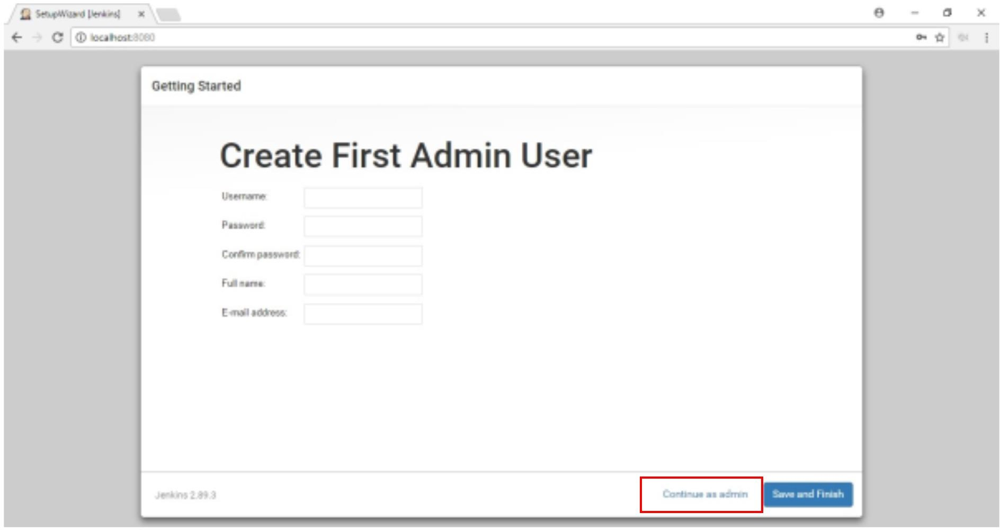 SetupWizard [Jenkins]
localhost:8080
Getting Started
Create First Admin User
Username:
Password:
Confirm password:
Full name:
E-mail address:
Jenkins 2.89.3
Continue as admin
Save and Finish